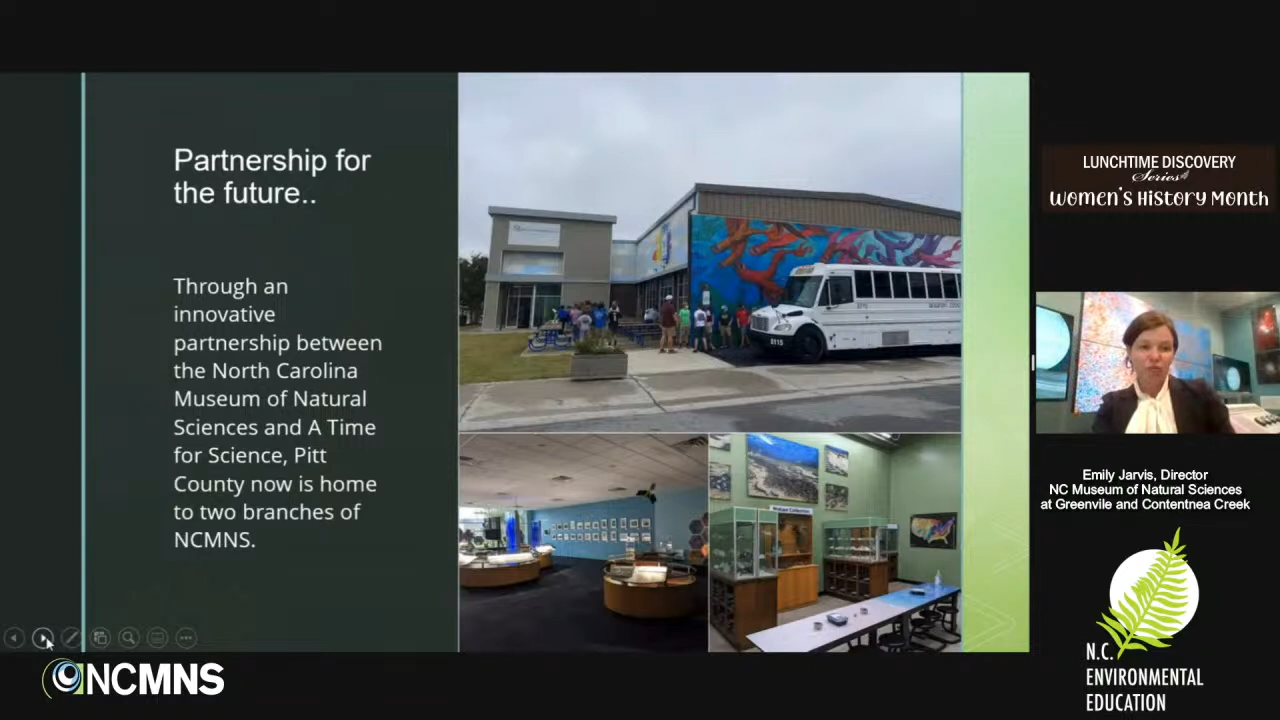 Partnership for
the future..
Through an
innovative
partnership between
the North Carolina
Museum of Natural
Sciences and A Time
for Science, Pitt
County now is home
to two branches of
NCMNS.
LUNCHTIME DISCOVERY
Series
WOMEN'S HISTORY MONTH
Emily Jarvis, Director
NC Museum of Natural Sciences
at Greenvile and Contentnea Creek
NCMNS
N.C.
ENVIRONMENTAL
EDUCATION